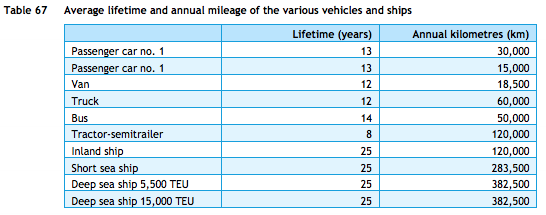 Table 67 Average lifetime and annual mileage of the various vehicles and ships
Lifetime (years) Annual kilometres (km)
Passenger car no. 1 13 30,000
Passenger car no. 1 13 15,000
Van 12 18,500
Truck 12 60,000
Bus 14 50,000
Tractor-semitrailer 8 120,000
Inland ship 25 120,000
Short sea ship 25 283,500
Deep sea ship 5,500 TEU 25 382,500
Deep sea ship 15,000 TEU 25 382,500